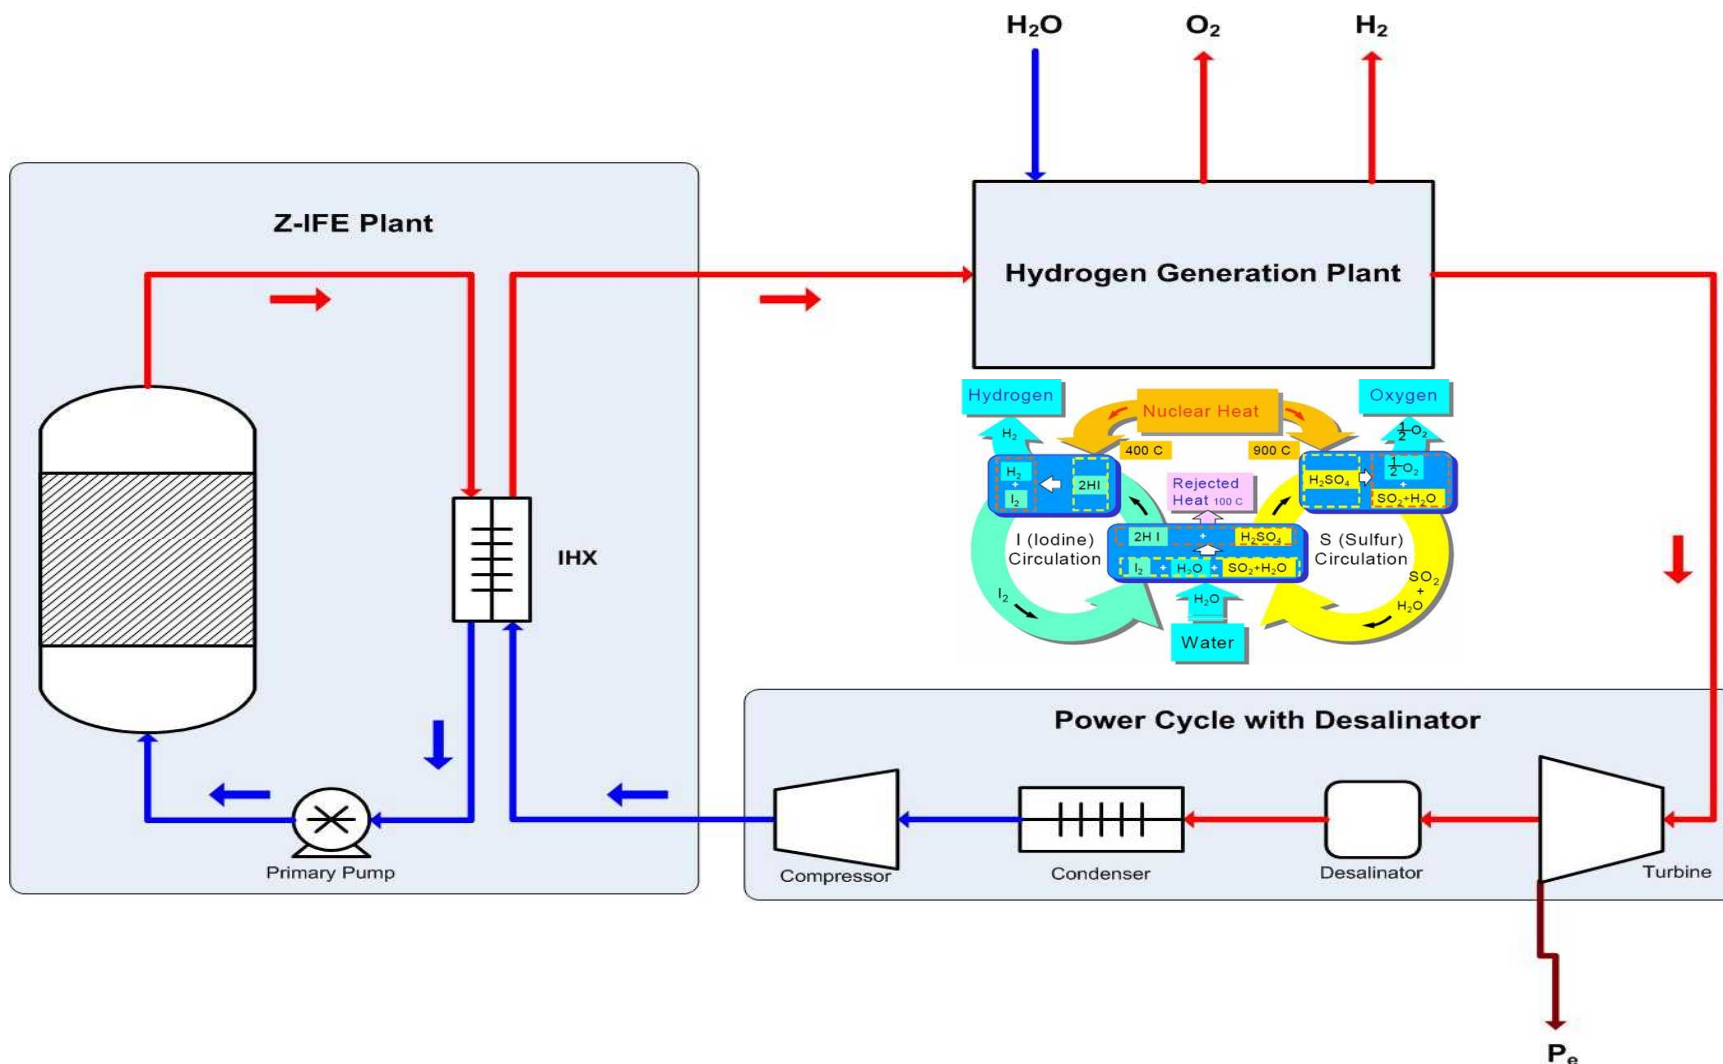 H₂O
O₂
H₂
Z-IFE Plant
Hydrogen Generation Plant
Hydrogen
Nuclear Heat
Oxygen
H₂
½O₂
400 C
900 C
H₂
+
I₂
2HI
Rejected
Heat 100 C
H₂SO₄
½O₂
+
SO₂+H₂O
IHX
I (Iodine)
Circulation
2H I
+
H₂SO₄
I₂
+
H₂O
+
SO₂+H₂O
S (Sulfur)
Circulation
I₂
H₂O
SO₂
+
H₂O
Water
Power Cycle with Desalinator
Primary Pump
Compressor
Condenser
Desalinator
Turbine
Pₑ